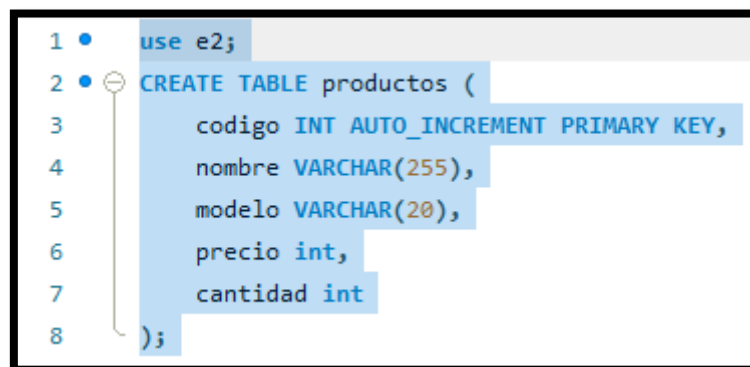 1 use e2;
2 CREATE TABLE productos (
3 codigo INT AUTO_INCREMENT PRIMARY KEY,
4 nombre VARCHAR(255),
5 modelo VARCHAR(20),
6 precio int,
7 cantidad int
8 );